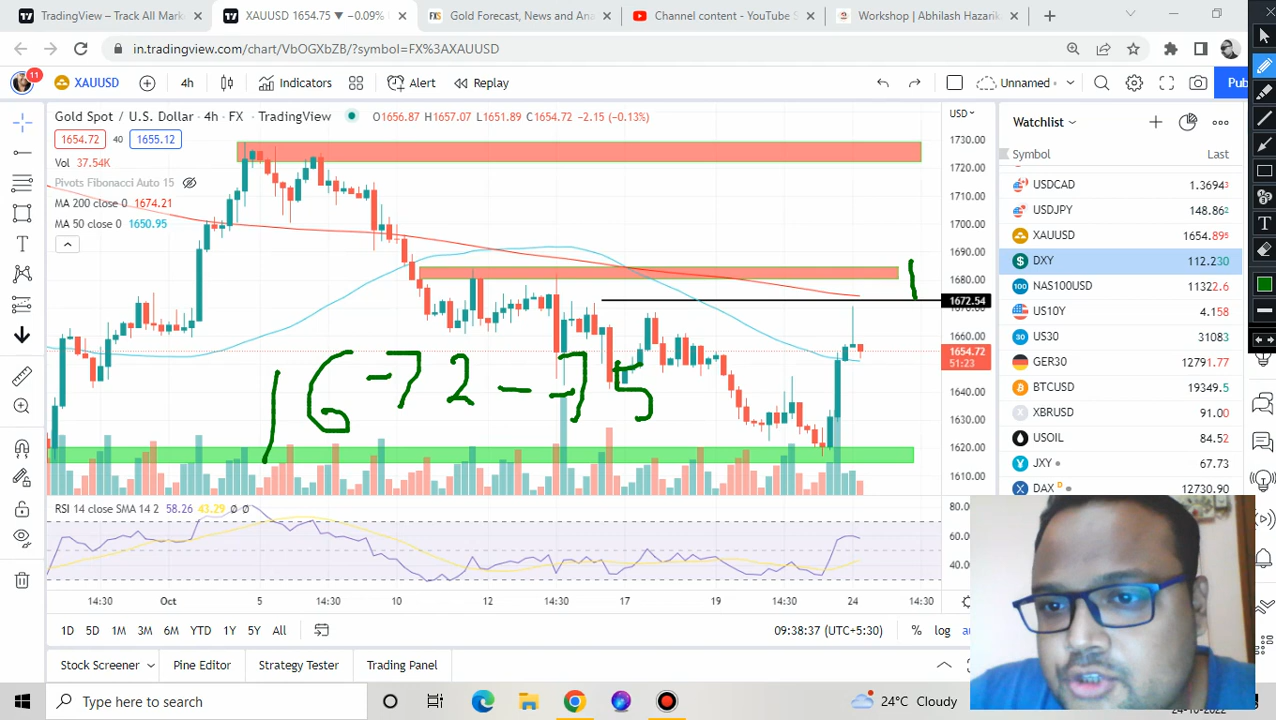 TradingView – Track All Mark
XAUUSD 1654.75 ▼ −0.09%
Gold Forecast, News and Ana
Channel content - YouTube S
Workshop | Abhilash Hazarik
in.tradingview.com/chart/VbOGXbZB/?symbol=FX%3AXAUUSD
11 XAUUSD 4h Indicators Alert Replay Unnamed Pub
Gold Spot / U.S. Dollar · 4h · FX · TradingView O1656.87 H1657.07 L1651.89 C1654.72 −2.15 (−0.13%)
1654.72 40 1655.12
Vol 37.54K
Pivots Fibonacci Auto 15
MA 200 close 0 1674.21
MA 50 close 0 1650.95
USD
1730.00
1720.00
1710.00
1700.00
1690.00
1680.00
1672.54
1660.00
1654.72
51:23
1640.00
1630.00
1620.00
1610.00
1672-75
RSI 14 close SMA 14 2 58.26 43.29 Ø Ø
80.00
60.00
40.00
14:30 Oct 5 14:30 10 12 14:30 17 19 14:30 24 14:30
1D 5D 1M 3M 6M YTD 1Y 5Y All 09:38:37 (UTC+5:30) % log
Stock Screener Pine Editor Strategy Tester Trading Panel
Watchlist
Symbol Last
USDCAD 1.36943
USDJPY 148.862
XAUUSD 1654.895
DXY 112.230
NAS100USD 11322.6
US10Y 4.158
US30 31083
GER30 12791.77
BTCUSD 19349.5
XBRUSD 91.00
USOIL 84.52
JXY 67.73
DAX D 12730.90
Type here to search
24°C Cloudy
24-10-2022